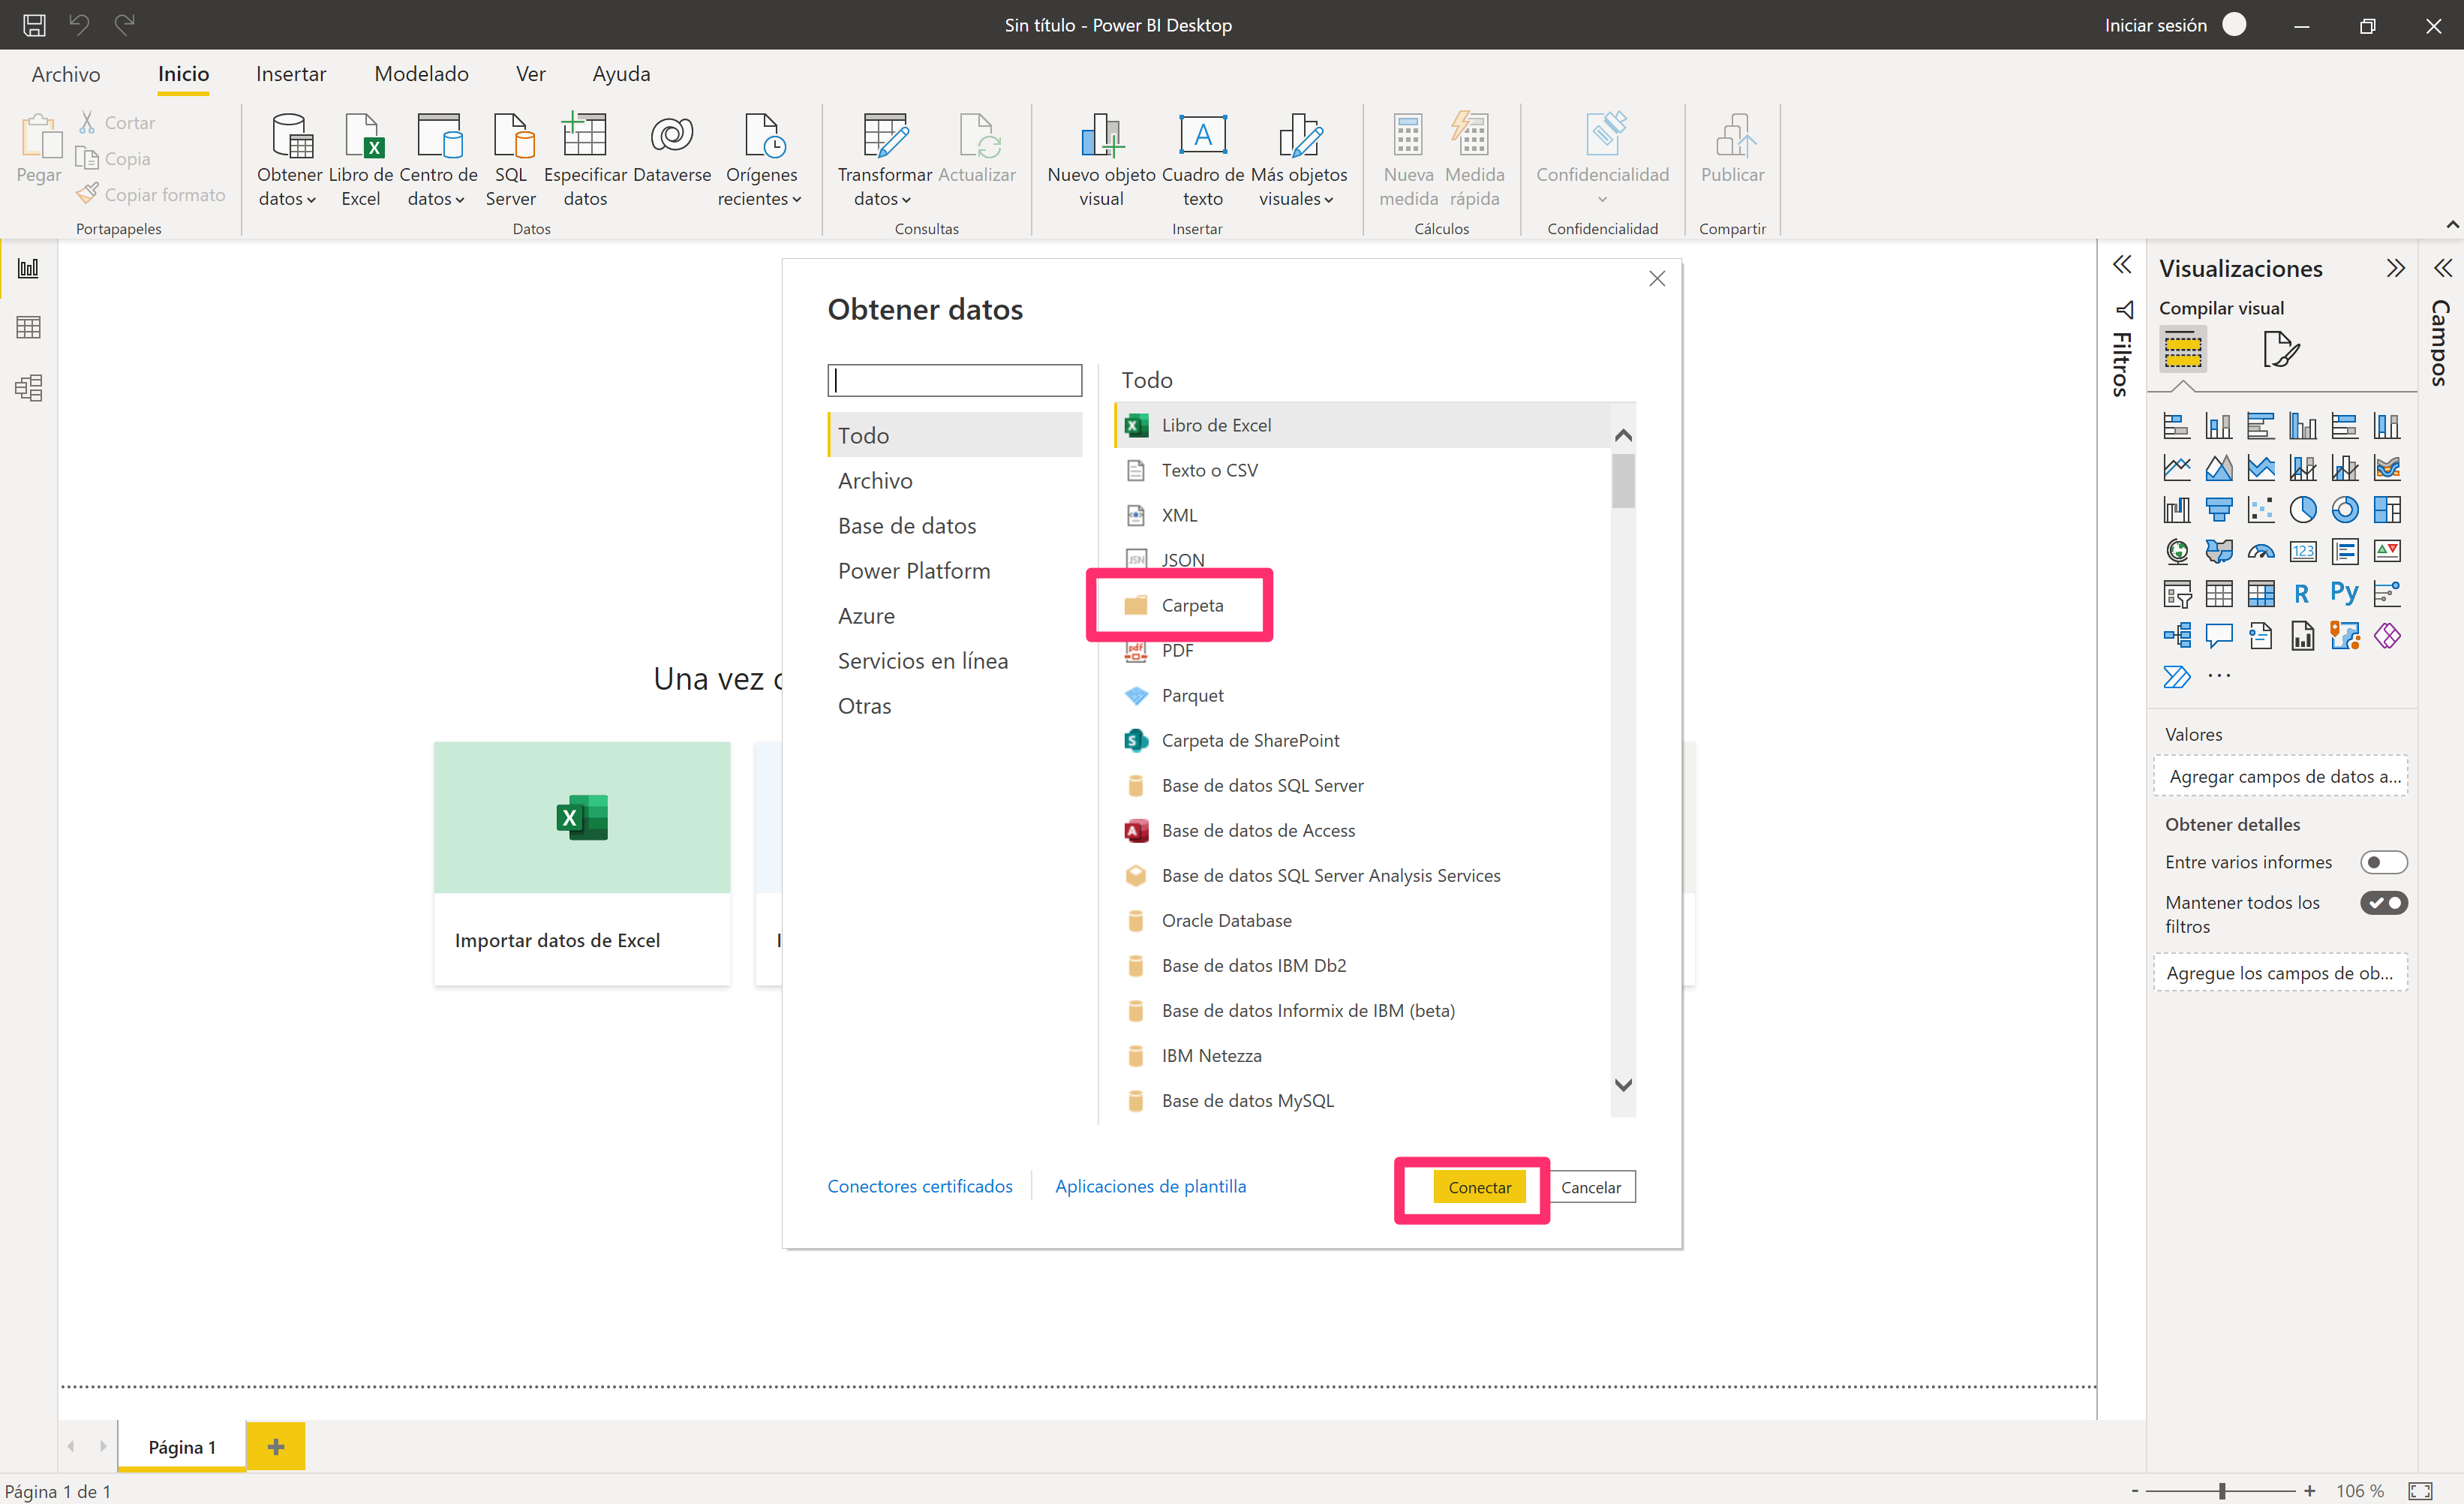 Sin título - Power BI Desktop
Iniciar sesión
Archivo
Inicio
Insertar
Modelado
Ver
Ayuda
Pegar
Cortar
Copia
Copiar formato
Portapapeles
Obtener datos
Libro de Excel
Centro de datos
SQL Server
Especificar datos
Dataverse
Orígenes recientes
Datos
Transformar datos
Actualizar
Consultas
Nuevo objeto visual
Cuadro de texto
Más objetos visuales
Insertar
Nueva medida
Medida rápida
Cálculos
Confidencialidad
Confidencialidad
Publicar
Compartir
Una vez
Importar datos de Excel
Obtener datos
Todo
Archivo
Base de datos
Power Platform
Azure
Servicios en línea
Otras
Todo
Libro de Excel
Texto o CSV
XML
JSON
Carpeta
PDF
Parquet
Carpeta de SharePoint
Base de datos SQL Server
Base de datos de Access
Base de datos SQL Server Analysis Services
Oracle Database
Base de datos IBM Db2
Base de datos Informix de IBM (beta)
IBM Netezza
Base de datos MySQL
Conectores certificados
Aplicaciones de plantilla
Conectar
Cancelar
Filtros
Visualizaciones
Compilar visual
123
R
Py
...
Valores
Agregar campos de datos a...
Obtener detalles
Entre varios informes
Mantener todos los
filtros
Agregue los campos de ob...
Campos
Página 1
+
Página 1 de 1
- + 106 %